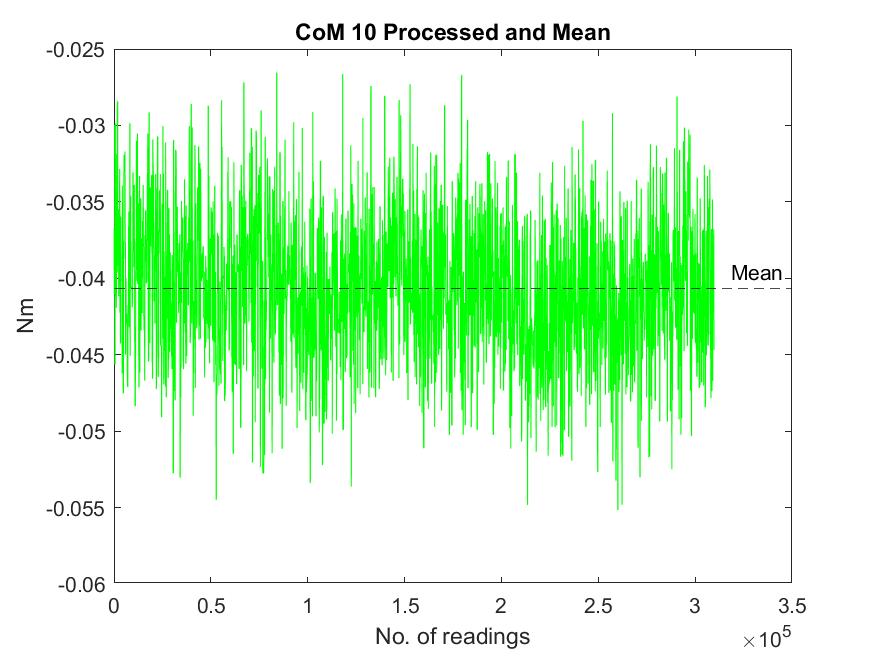 CoM 10 Processed and Mean
-0.025
-0.03
-0.035
-0.04
-0.045
-0.05
-0.055
-0.06
Nm
Mean
0 0.5 1 1.5 2 2.5 3 3.5
No. of readings
×10⁵